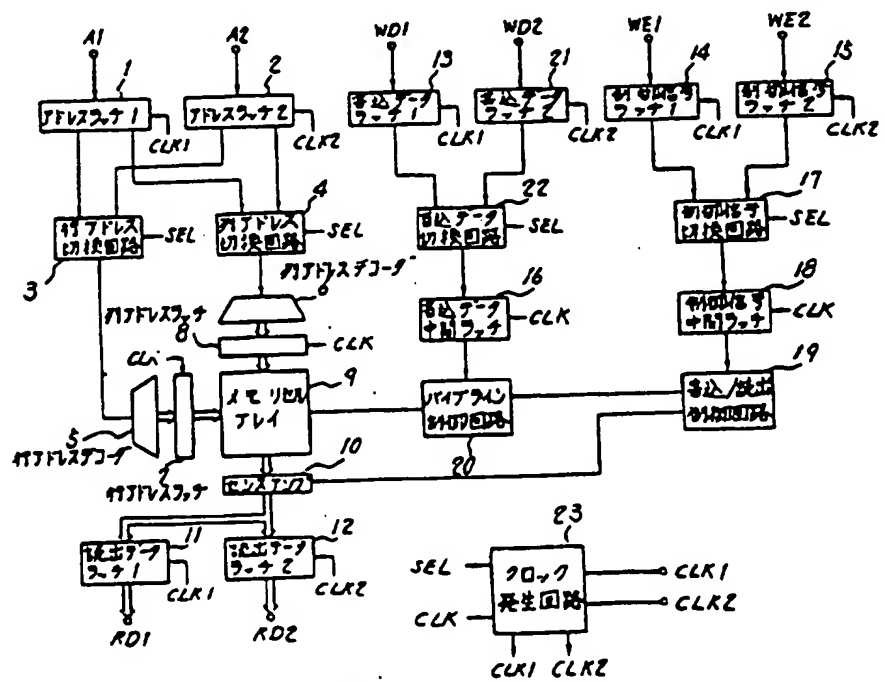 A1
A2
WD1
WD2
WE1
WE2
1
2
13
21
14
15
アドレスラッチ1
アドレスラッチ2
書込データ
ラッチ1
書込データ
ラッチ2
制御信号
ラッチ1
制御信号
ラッチ2
CLK1
CLK2
CLK1
CLK2
CLK1
CLK2
3
4
22
17
行アドレス
切換回路
列アドレス
切換回路
書込データ
切換回路
制御信号
切換回路
SEL
SEL
SEL
SEL
列アドレスデコーダ
6
16
18
書込データ
中間ラッチ
制御信号
中間ラッチ
CLK
CLK
列アドレスラッチ
8
CLK
CLK
5
7
9
メモリセル
アレイ
パイプライン
制御回路
20
19
書込/読出
制御回路
行アドレスデコーダ
行アドレスラッチ
10
センスアンプ
11
12
読出データ
ラッチ1
読出データ
ラッチ2
CLK1
CLK2
RD1
RD2
23
クロック
発生回路
SEL
CLK
CLK1
CLK2
CLK1
CLK2